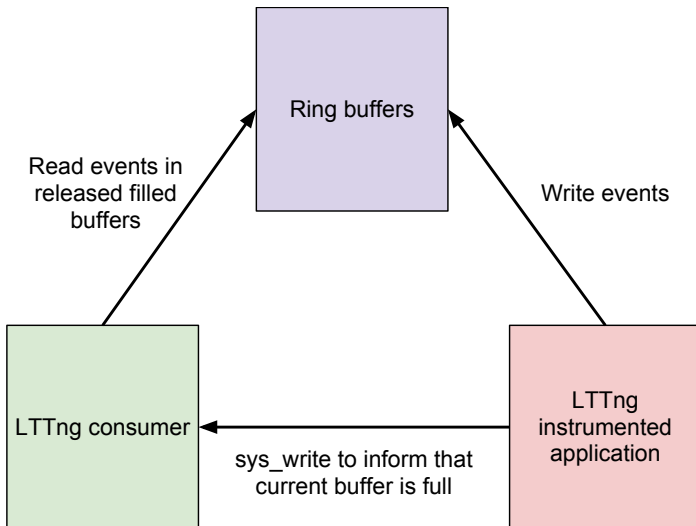 Ring buffers
Read events in
released filled
buffers
Write events
LTTng consumer
LTTng
instrumented
application
sys_write to inform that
current buffer is full